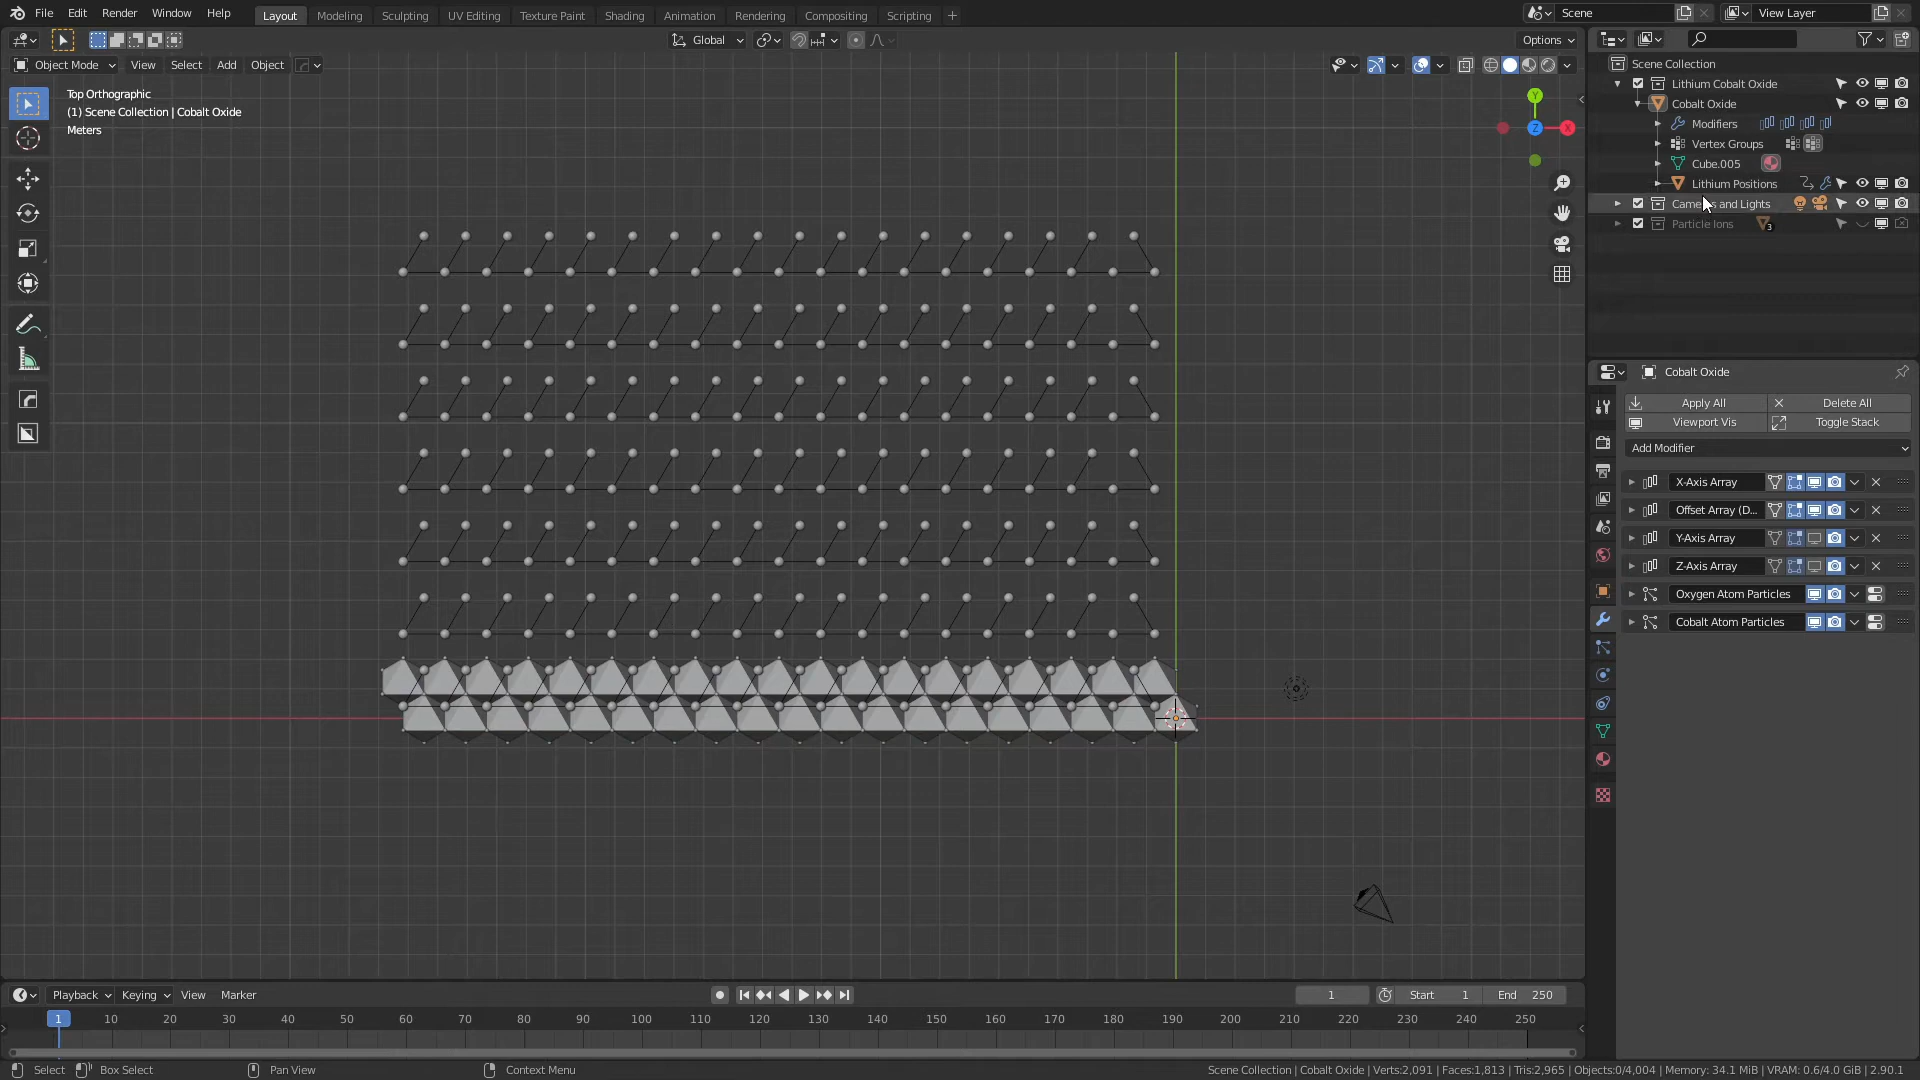 File Edit Render Window Help Layout Modeling Sculpting UV Editing Texture Paint Shading Animation Rendering Compositing Scripting + Scene View Layer
Global Options
Object Mode View Select Add Object
Top Orthographic
(1) Scene Collection | Cobalt Oxide
Meters
Y
Z
X
Scene Collection
Lithium Cobalt Oxide
Cobalt Oxide
Modifiers
Vertex Groups
Cube.005
Lithium Positions
Cameras and Lights
Particle Ions 3
Cobalt Oxide
Apply All Delete All
Viewport Vis Toggle Stack
Add Modifier
X-Axis Array
Offset Array (D...
Y-Axis Array
Z-Axis Array
Oxygen Atom Particles
Cobalt Atom Particles
Playback Keying View Marker 1 Start 1 End 250
1 10 20 30 40 50 60 70 80 90 100 110 120 130 140 150 160 170 180 190 200 210 220 230 240 250
Select Box Select Pan View Context Menu Scene Collection | Cobalt Oxide | Verts:2,091 | Faces:1,813 | Tris:2,965 | Objects:0/4,004 | Memory: 34.1 MiB | VRAM: 0.6/4.0 GiB | 2.90.1